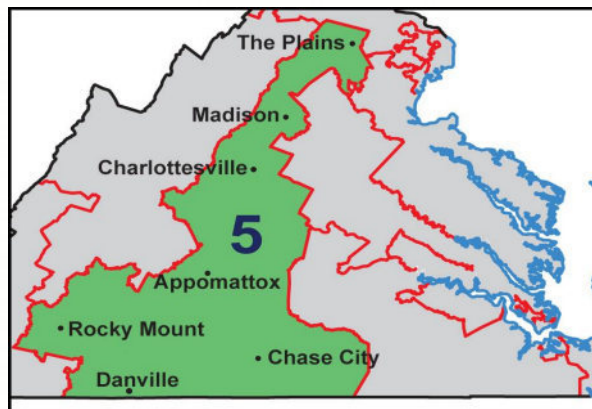 The Plains
Madison
Charlottesville
5
Appomattox
Rocky Mount
Chase City
Danville